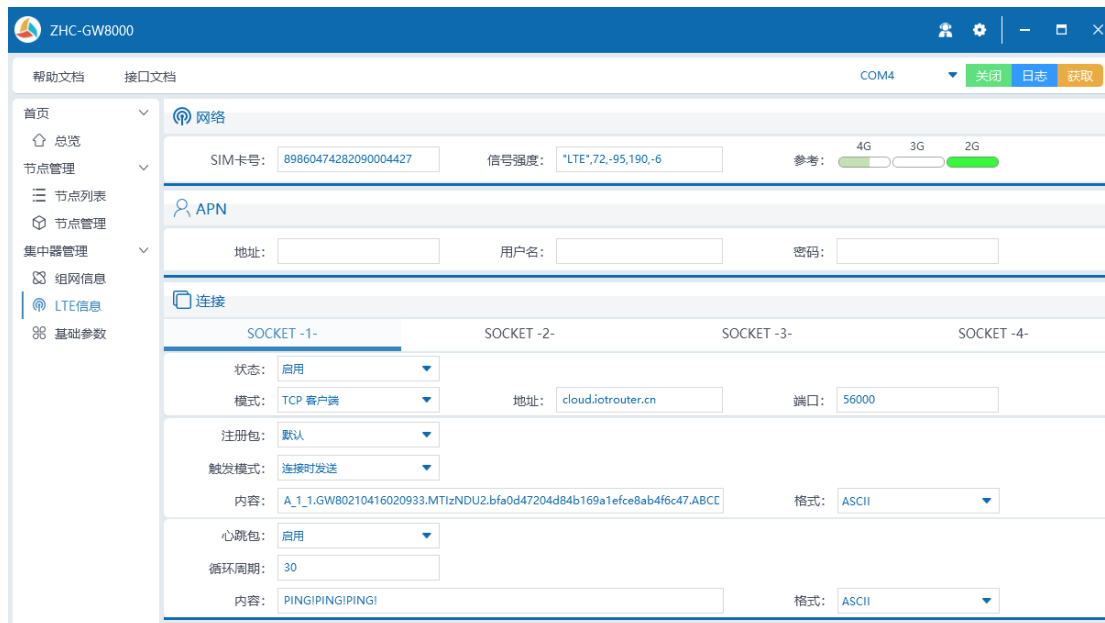 ZHC-GW8000
帮助文档 接口文档 COM4 关闭 日志 获取
首页
总览
节点管理
节点列表
节点管理
集中器管理
组网信息
LTE信息
基础参数
网络
SIM卡号： 89860474282090004427 信号强度： "LTE",72,-95,190,-6 参考： 4G 3G 2G
APN
地址： 用户名： 密码：
连接
SOCKET -1- SOCKET -2- SOCKET -3- SOCKET -4-
状态： 启用
模式： TCP 客户端 地址： cloud.iotrouter.cn 端口： 56000
注册包： 默认
触发模式： 连接时发送
内容： A_1_1.GW80210416020933.MTIzNDU2.bfa0d47204d84b169a1efce8ab4f6c47.ABCD 格式： ASCII
心跳包： 启用
循环周期： 30
内容： PING!PING!PING! 格式： ASCII